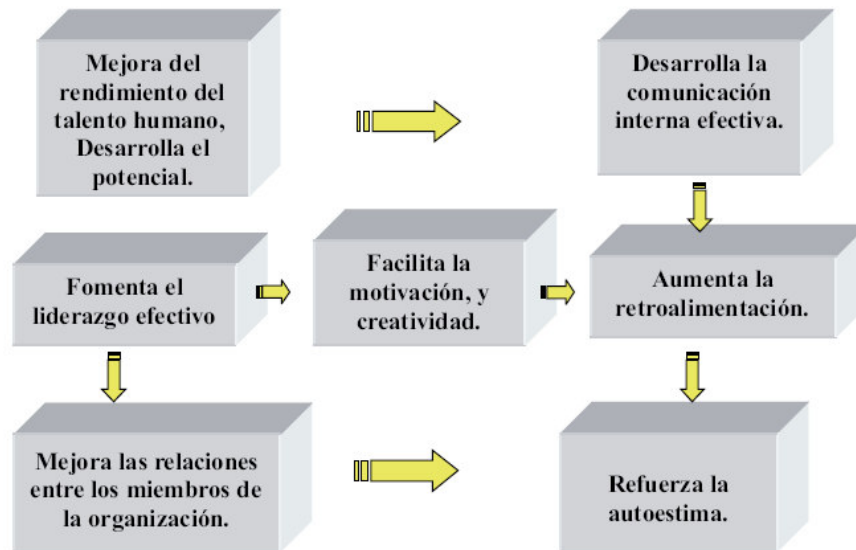 Mejora del
rendimiento del
talento humano,
Desarrolla el
potencial.
Desarrolla la
comunicación
interna efectiva.
Fomenta el
liderazgo efectivo
Facilita la
motivación, y
creatividad.
Aumenta la
retroalimentación.
Mejora las relaciones
entre los miembros de
la organización.
Refuerza la
autoestima.